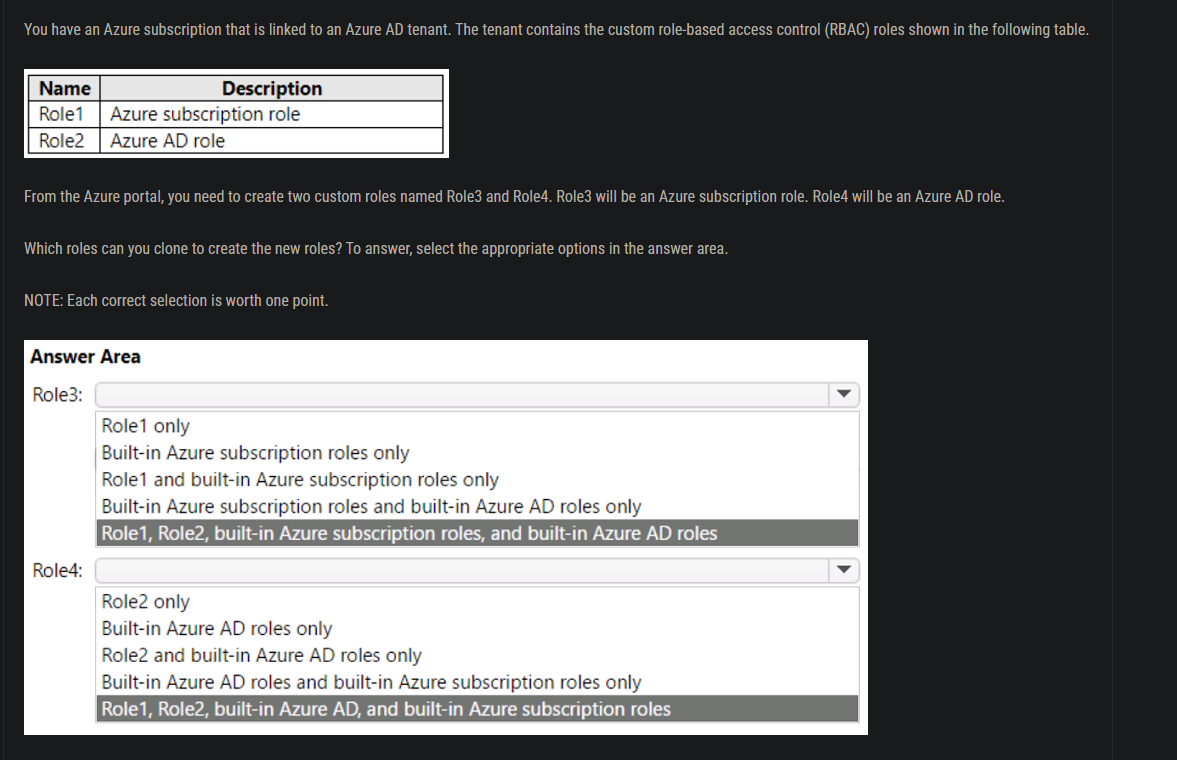 You have an Azure subscription that is linked to an Azure AD tenant. The tenant contains the custom role-based access control (RBAC) roles shown in the following table.
Name Description
Role1 Azure subscription role
Role2 Azure AD role
From the Azure portal, you need to create two custom roles named Role3 and Role4. Role3 will be an Azure subscription role. Role4 will be an Azure AD role.
Which roles can you clone to create the new roles? To answer, select the appropriate options in the answer area.
NOTE: Each correct selection is worth one point.
Answer Area
Role3:
Role1 only
Built-in Azure subscription roles only
Role1 and built-in Azure subscription roles only
Built-in Azure subscription roles and built-in Azure AD roles only
Role1, Role2, built-in Azure subscription roles, and built-in Azure AD roles
Role4:
Role2 only
Built-in Azure AD roles only
Role2 and built-in Azure AD roles only
Built-in Azure AD roles and built-in Azure subscription roles only
Role1, Role2, built-in Azure AD, and built-in Azure subscription roles